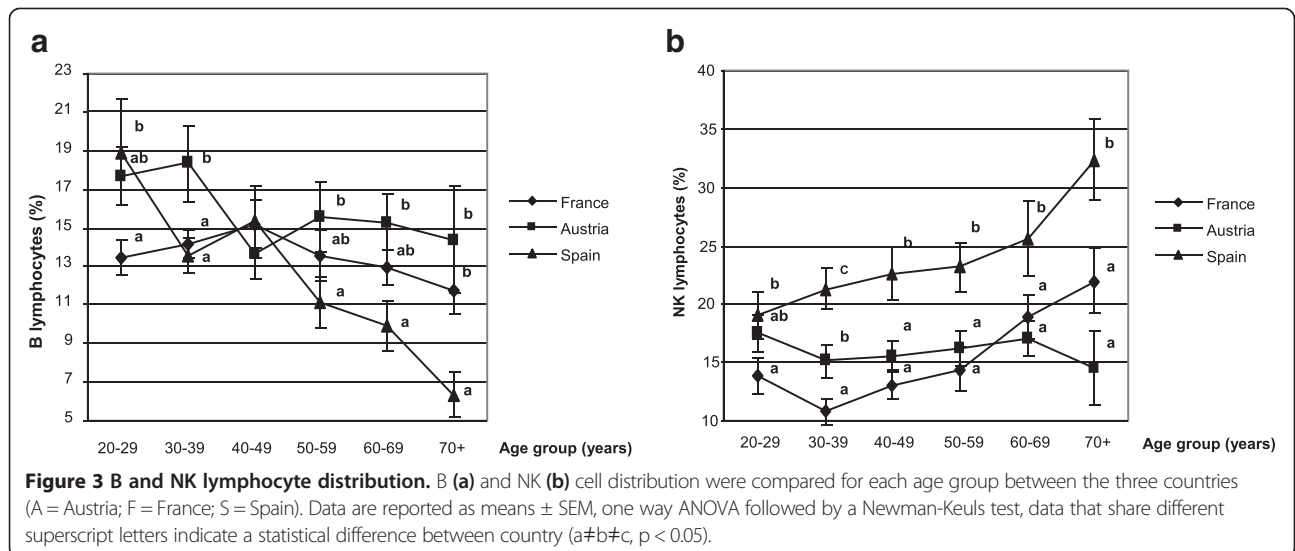 a
23
21
19
17
15
13
11
9
7
5
B lymphocytes (%)
b
ab
b
a
a
a
b
ab
a
b
ab
a
b
b
a
20-29 30-39 40-49 50-59 60-69 70+ Age group (years)
France
Austria
Spain
b
40
35
30
25
20
15
10
NK lymphocytes (%)
b
ab
a
c
b
a
b
a
a
b
a
a
b
a
a
b
a
a
20-29 30-39 40-49 50-59 60-69 70+ Age group (years)
France
Austria
Spain
Figure 3 B and NK lymphocyte distribution. B (a) and NK (b) cell distribution were compared for each age group between the three countries
(A = Austria; F = France; S = Spain). Data are reported as means ± SEM, one way ANOVA followed by a Newman-Keuls test, data that share different
superscript letters indicate a statistical difference between country (a≠b≠c, p < 0.05).